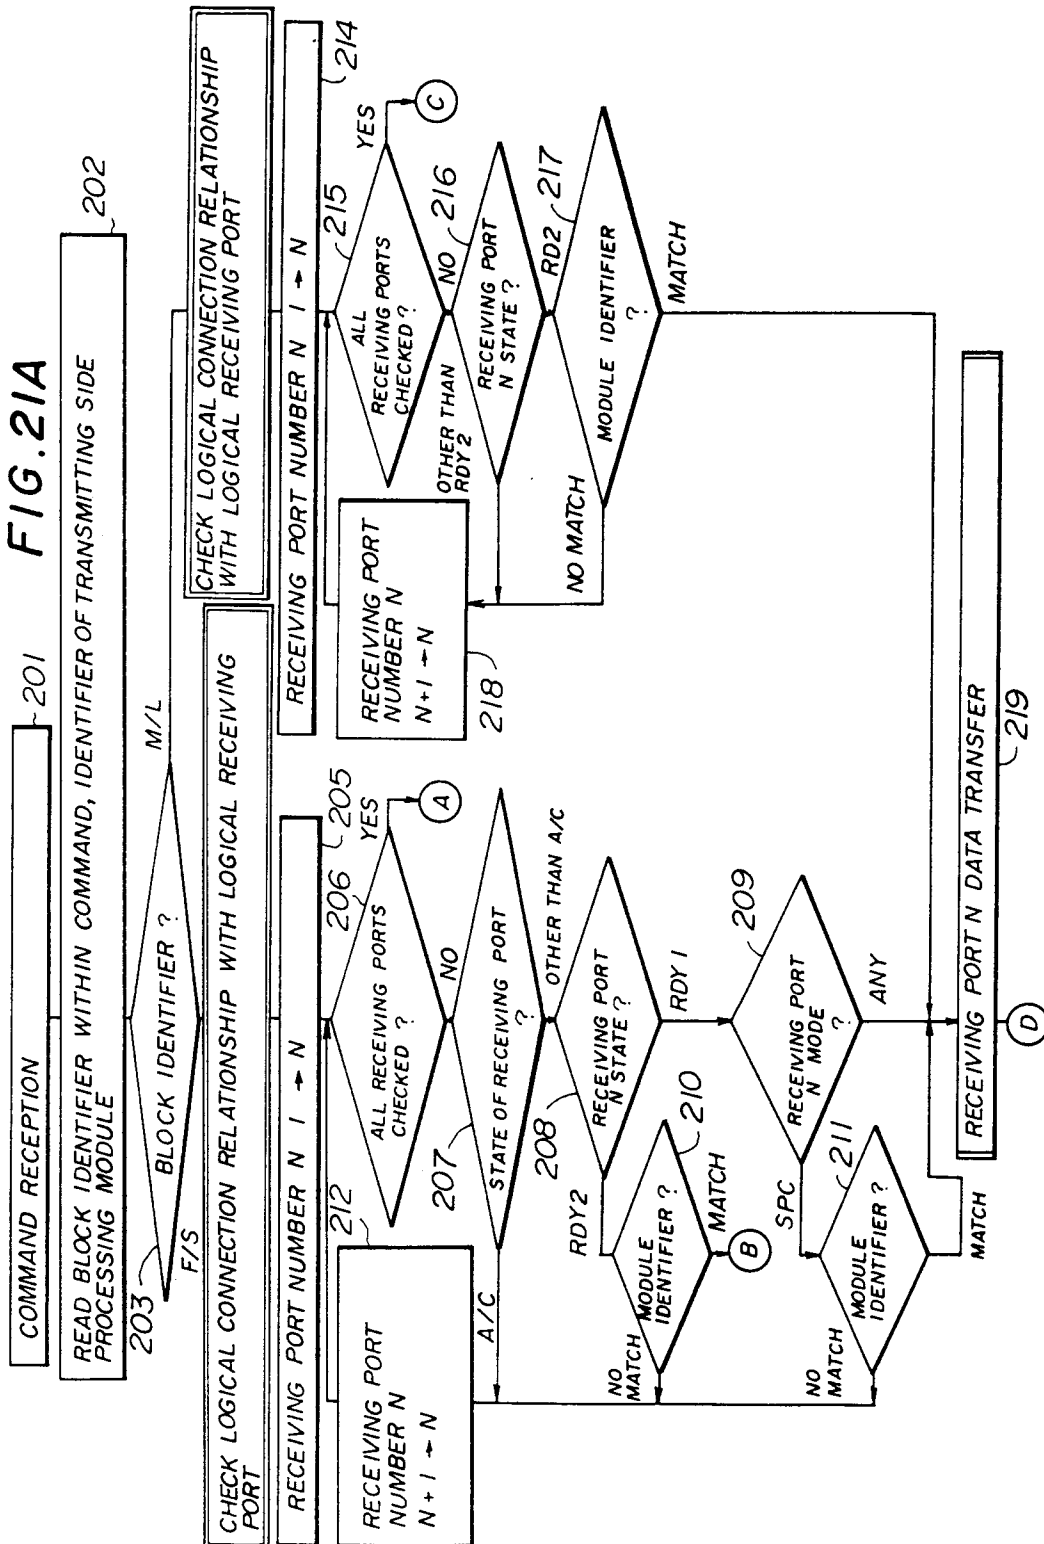 FIG.21A
COMMAND RECEPTION
201
READ BLOCK IDENTIFIER WITHIN COMMAND, IDENTIFIER OF TRANSMITTING SIDE
PROCESSING MODULE
202
203
BLOCK IDENTIFIER ?
M/L
F/S
CHECK LOGICAL CONNECTION RELATIONSHIP WITH LOGICAL RECEIVING
PORT
RECEIVING PORT NUMBER N 1 → N
205
212
RECEIVING PORT
NUMBER N
N + 1 → N
206
ALL RECEIVING PORTS
CHECKED ?
YES
A
NO
207
STATE OF RECEIVING PORT
?
A/C
OTHER THAN A/C
208
RECEIVING PORT
N STATE ?
RDY2
RDY 1
210
MODULE
IDENTIFIER ?
NO
MATCH
MATCH
B
209
RECEIVING PORT
N MODE
?
SPC
ANY
211
MODULE
IDENTIFIER ?
NO
MATCH
MATCH
CHECK LOGICAL CONNECTION RELATIONSHIP
WITH LOGICAL RECEIVING PORT
RECEIVING PORT NUMBER N 1 → N
214
215
ALL
RECEIVING PORTS
CHECKED ?
YES
C
NO
RECEIVING PORT
NUMBER N
N+1 → N
218
216
RECEIVING PORT
N STATE ?
OTHER THAN
RDY 2
RD2
217
MODULE IDENTIFIER
?
NO MATCH
MATCH
RECEIVING PORT N DATA TRANSFER
219
D